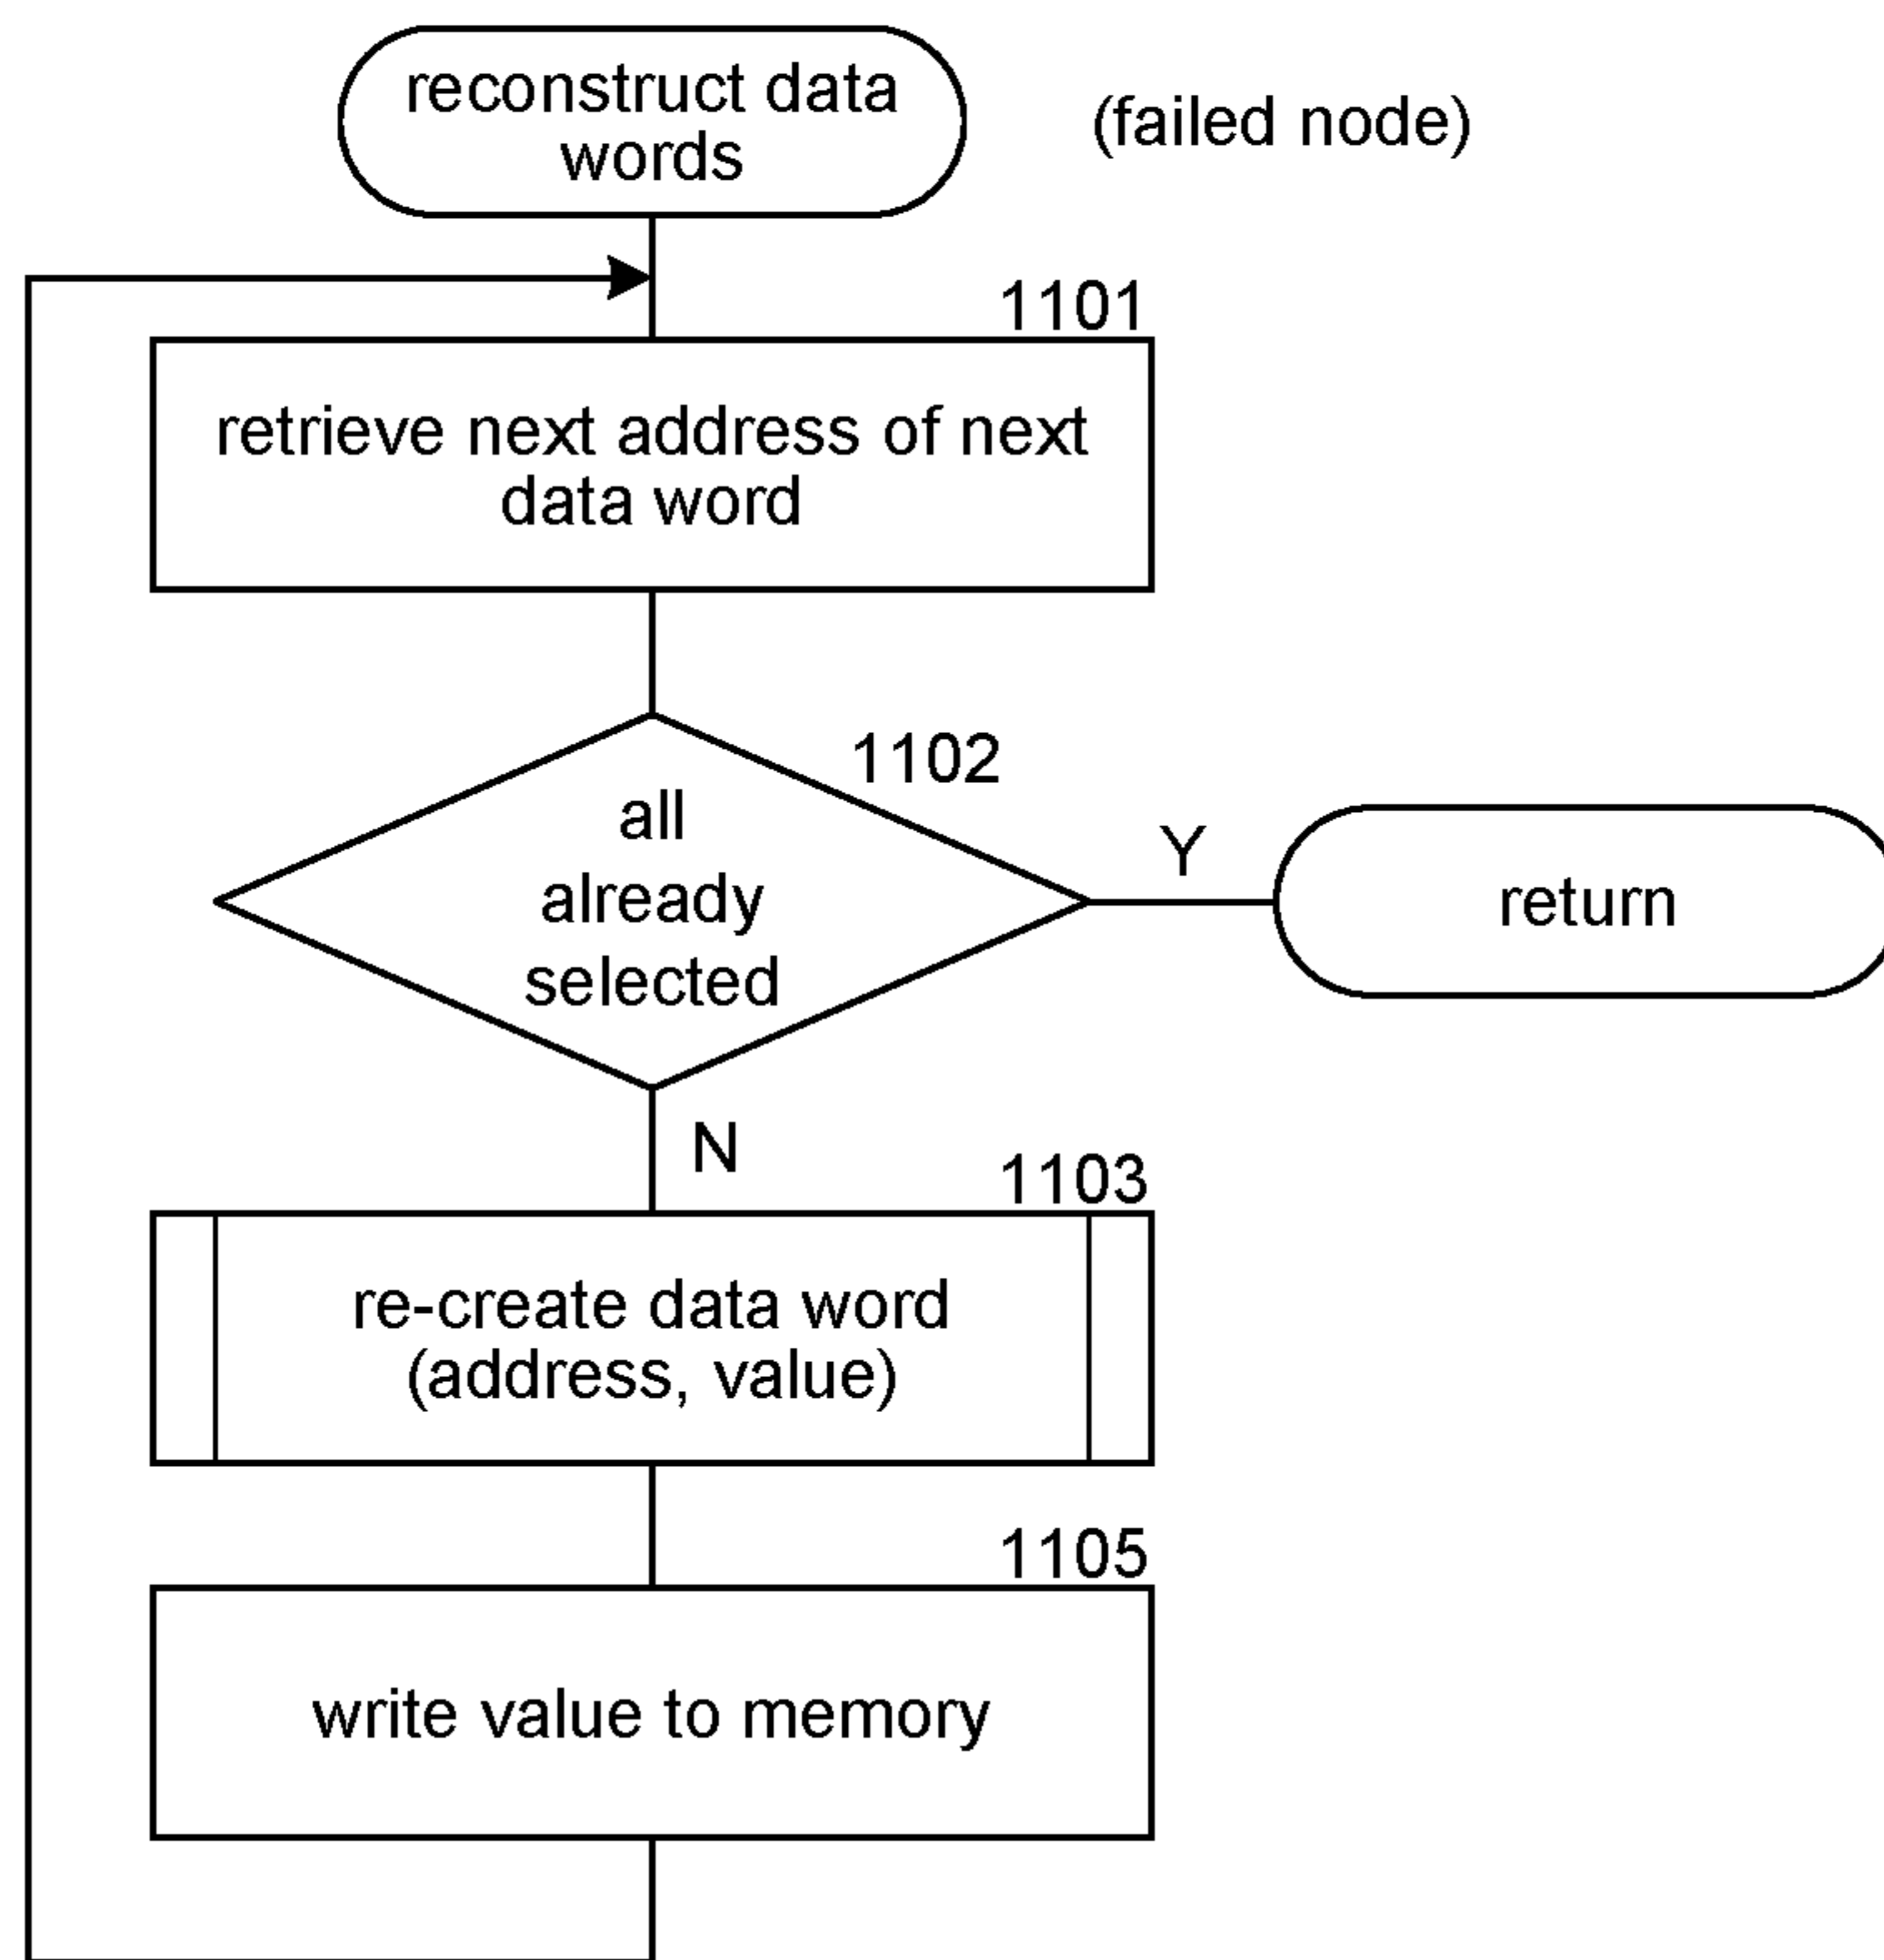 reconstruct data
words
(failed node)
1101
retrieve next address of next
data word
1102
all
already
selected
Y
return
N
1103
re-create data word
(address, value)
1105
write value to memory